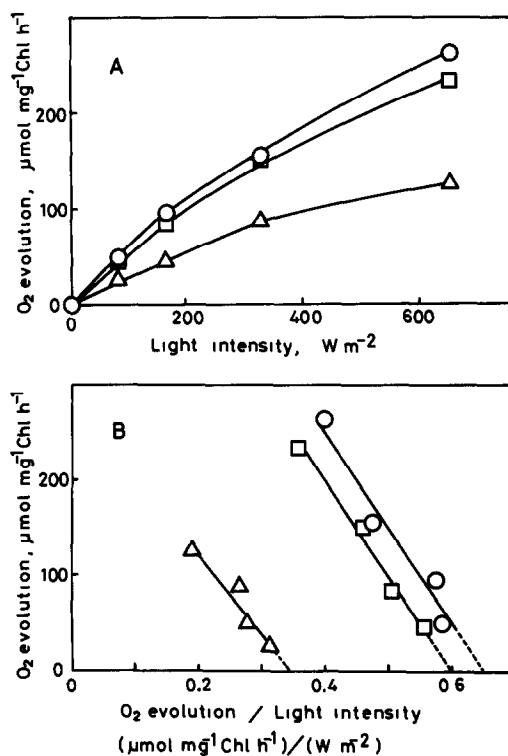 A
O2 evolution, μmol mg-1Chl h-1
200
100
0
0
200
400
600
Light intensity, W m-2
B
O2 evolution, μmol mg-1Chl h-1
200
100
0
0
0.2
0.4
0 6
O2 evolution / Light intensity
(μmol mg-1Chl h-1)/(W m-2)